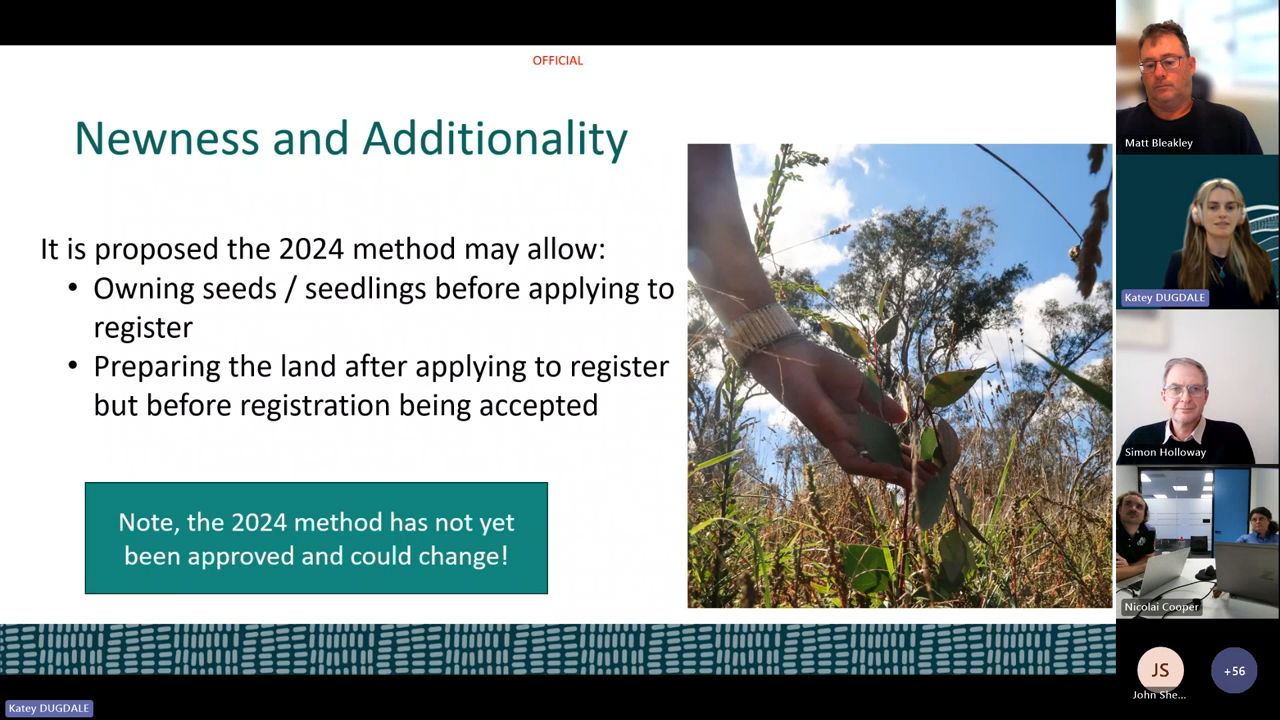 OFFICIAL
Newness and Additionality
It is proposed the 2024 method may allow:
• Owning seeds / seedlings before applying to
register
• Preparing the land after applying to register
but before registration being accepted
Note, the 2024 method has not yet
been approved and could change!
Matt Bleakley
Katey DUGDALE
Simon Holloway
Nicolai Cooper
JS
John She...
+56
Katey DUGDALE